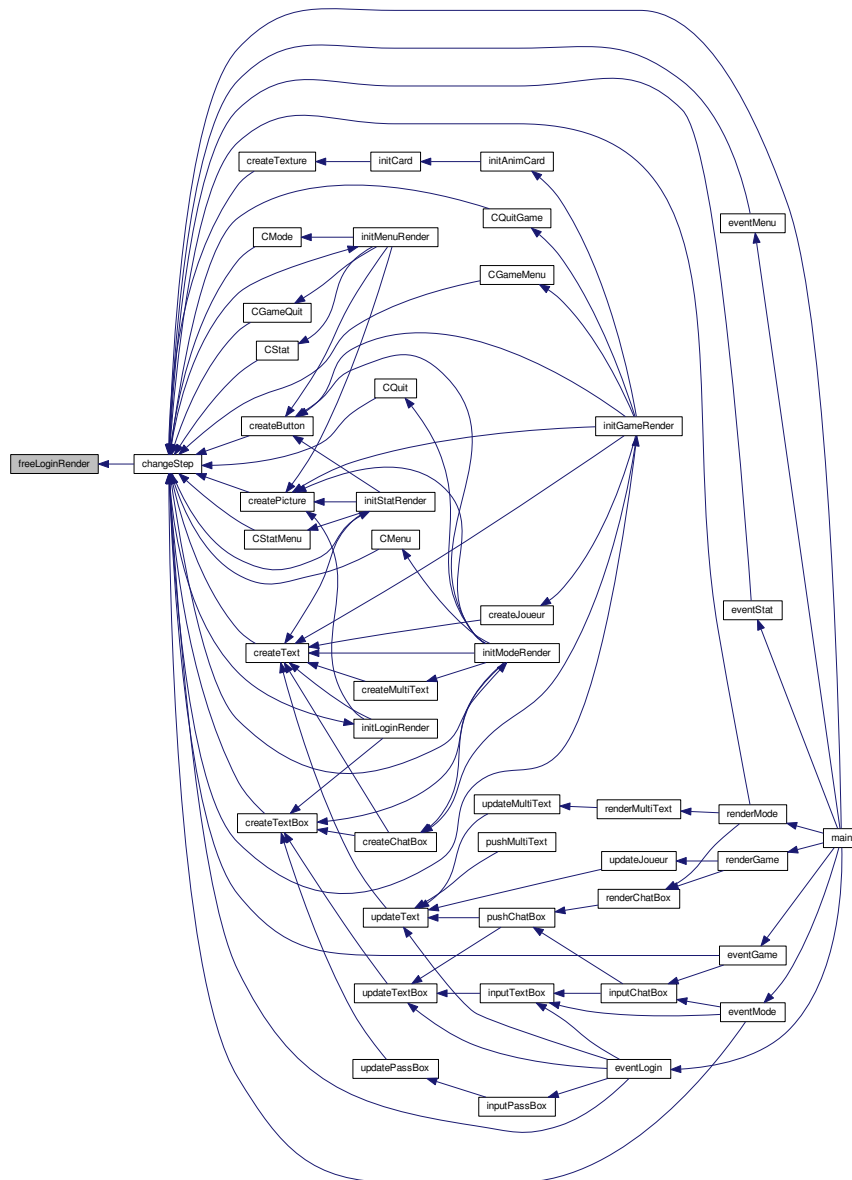 createTexture
initCard
initAnimCard
CQuitGame
eventMenu
CMode
initMenuRender
CGameMenu
CGameQuit
CStat
CQuit
createButton
initGameRender
freeLoginRender
changeStep
createPicture
initStatRender
CStatMenu
CMenu
eventStat
createJoueur
createText
initModeRender
createMultiText
initLoginRender
updateMultiText
renderMultiText
renderMode
createTextBox
createChatBox
pushMultiText
main
updateJoueur
renderGame
renderChatBox
updateText
pushChatBox
eventGame
updateTextBox
inputTextBox
inputChatBox
eventMode
updatePassBox
eventLogin
inputPassBox